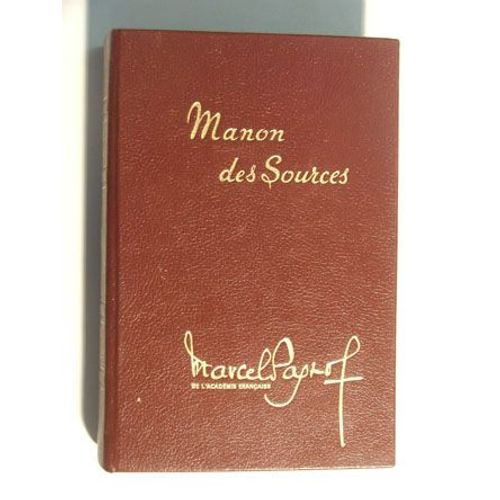 Manon
des Sources
Marcel Pagnol
DE L'ACADÉMIE FRANÇAISE